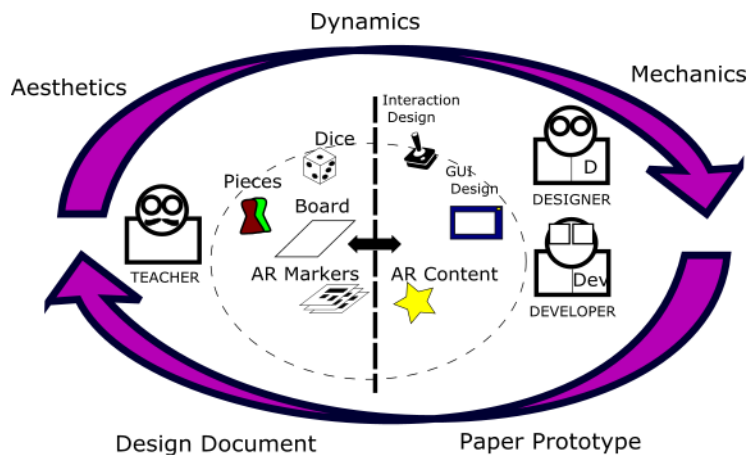 Dynamics
Aesthetics
Mechanics
Interaction
Design
Dice
GUI
Design
Pieces
Board
D
DESIGNER
TEACHER
AR Markers
AR Content
Dev
DEVELOPER
Design Document
Paper Prototype